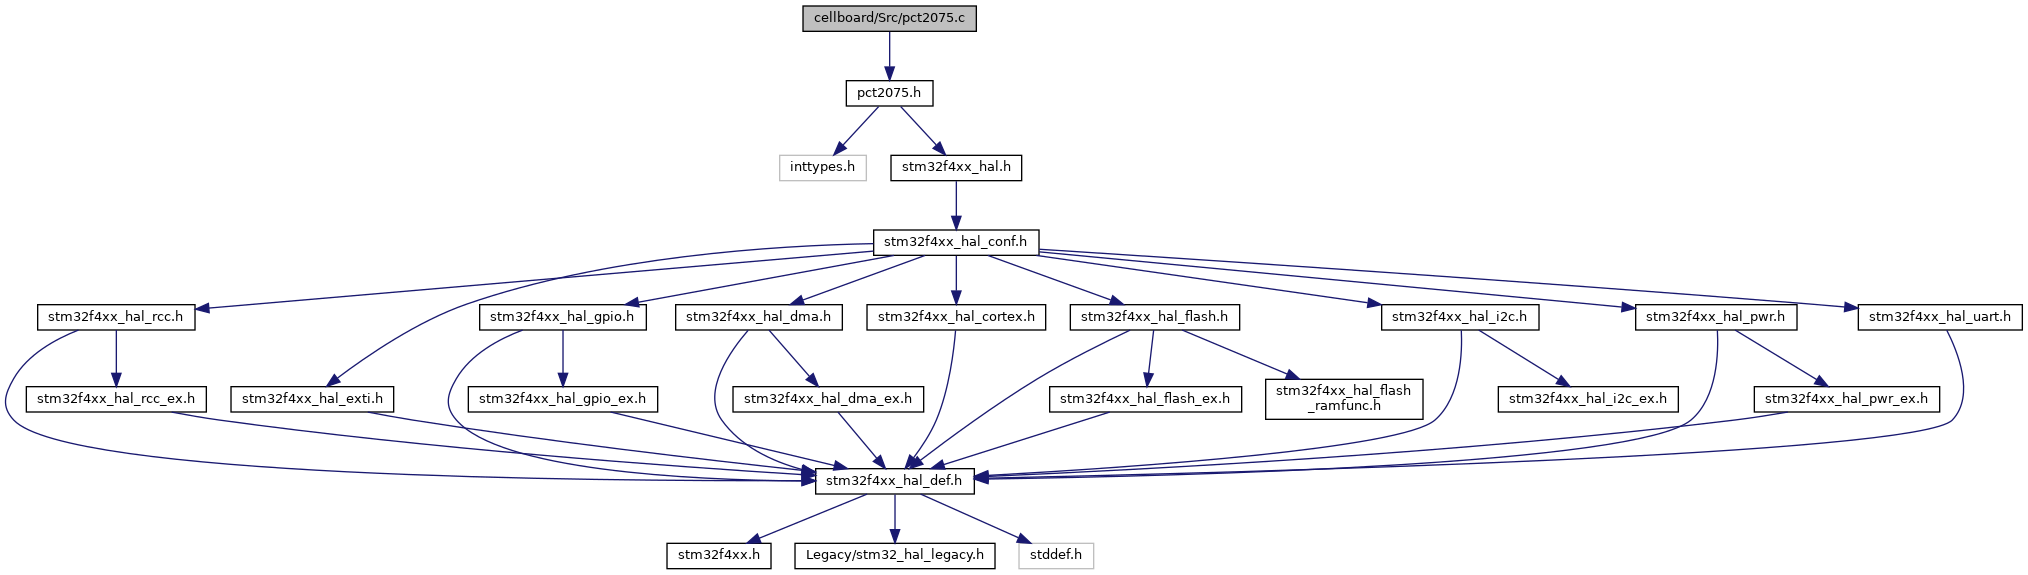 cellboard/Src/pct2075.c
pct2075.h
inttypes.h
stm32f4xx_hal.h
stm32f4xx_hal_conf.h
stm32f4xx_hal_rcc.h
stm32f4xx_hal_gpio.h
stm32f4xx_hal_dma.h
stm32f4xx_hal_cortex.h
stm32f4xx_hal_flash.h
stm32f4xx_hal_i2c.h
stm32f4xx_hal_pwr.h
stm32f4xx_hal_uart.h
stm32f4xx_hal_rcc_ex.h
stm32f4xx_hal_exti.h
stm32f4xx_hal_gpio_ex.h
stm32f4xx_hal_dma_ex.h
stm32f4xx_hal_flash_ex.h
stm32f4xx_hal_flash
_ramfunc.h
stm32f4xx_hal_i2c_ex.h
stm32f4xx_hal_pwr_ex.h
stm32f4xx_hal_def.h
stm32f4xx.h
Legacy/stm32_hal_legacy.h
stddef.h